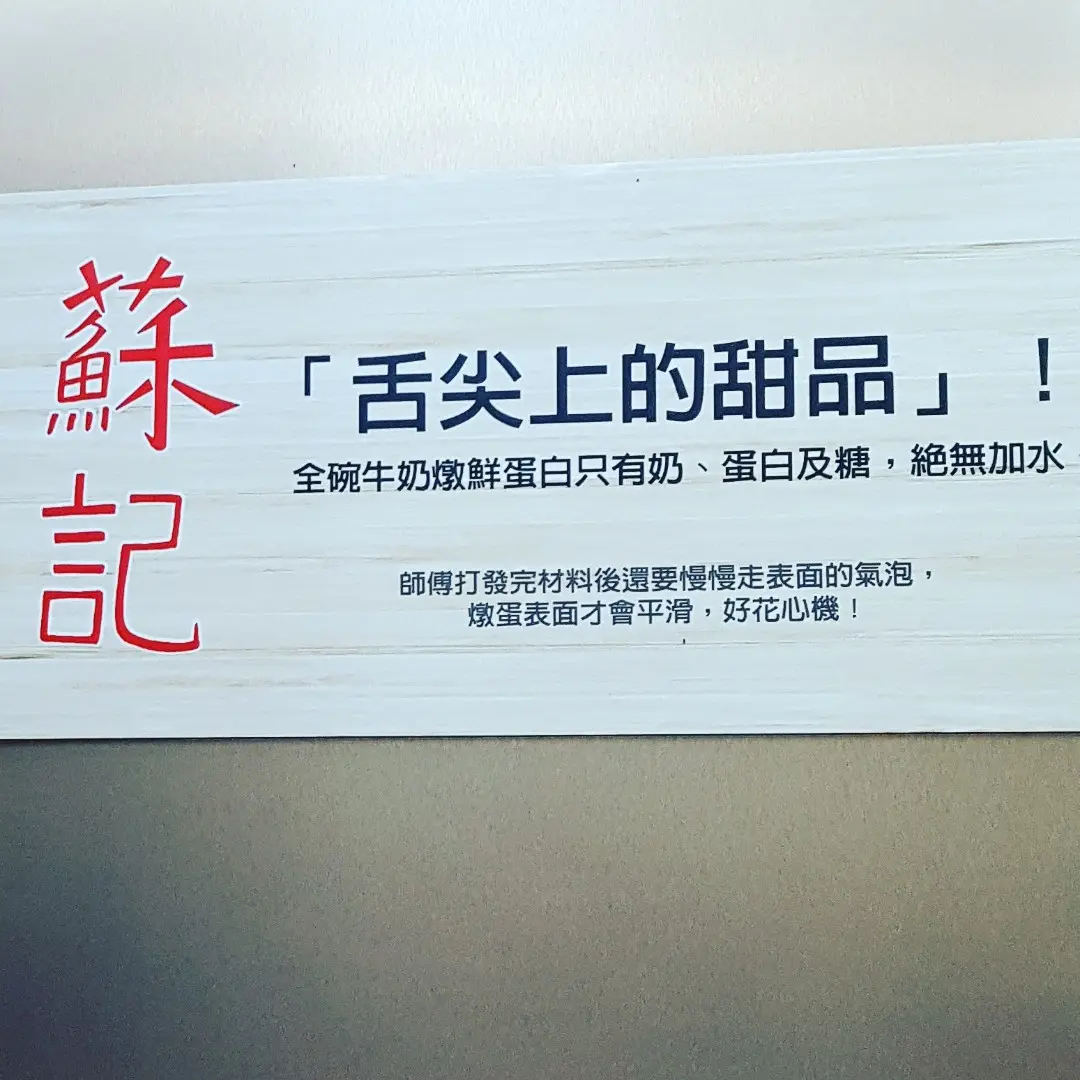 蘇記
「舌尖上的甜品」！
全碗牛奶燉鮮蛋白只有奶、蛋白及糖，絕無加水
師傅打發完材料後還要慢慢走表面的氣泡，
燉蛋表面才會平滑，好花心機！